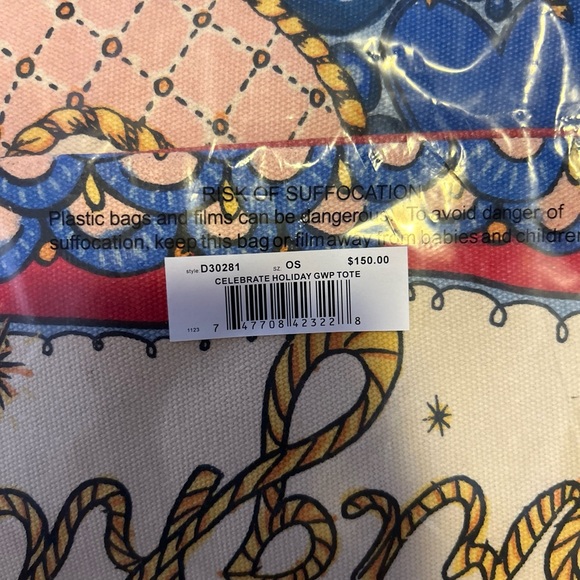 RISK OF SUFFOCATION
Plastic bags and films can be dangerous. To avoid danger of
suffocation, keep this bag or film away from babies and children
style D30281 sz. OS $150.00
CELEBRATE HOLIDAY GWP TOTE
1123 7 47708 42322 8